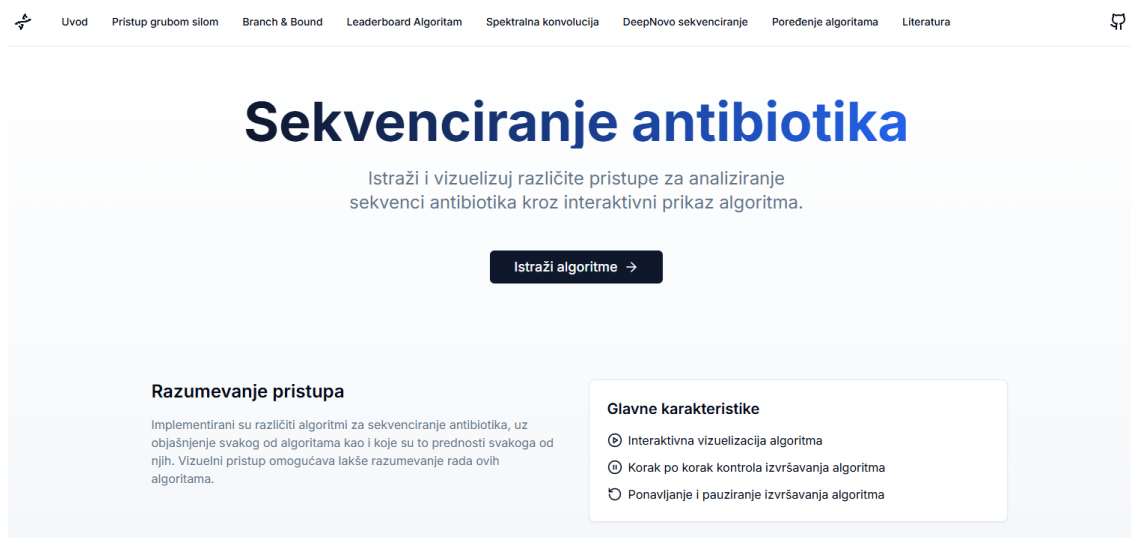 Uvod Pristup grubom silom Branch & Bound Leaderboard Algoritam Spektralna konvolucija DeepNovo sekvenciranje Poređenje algoritama Literatura
Sekvenciranje antibiotika
Istraži i vizuelizuj različite pristupe za analiziranje
sekvenci antibiotika kroz interaktivni prikaz algoritma.
Istraži algoritme
Razumevanje pristupa
Implementirani su različiti algoritmi za sekvenciranje antibiotika, uz
objašnjenje svakog od algoritama kao i koje su to prednosti svakoga od
njih. Vizuelni pristup omogućava lakše razumevanje rada ovih
algoritama.
Glavne karakteristike
Interaktivna vizuelizacija algoritma
Korak po korak kontrola izvršavanja algoritma
Ponavljanje i pauziranje izvršavanja algoritma